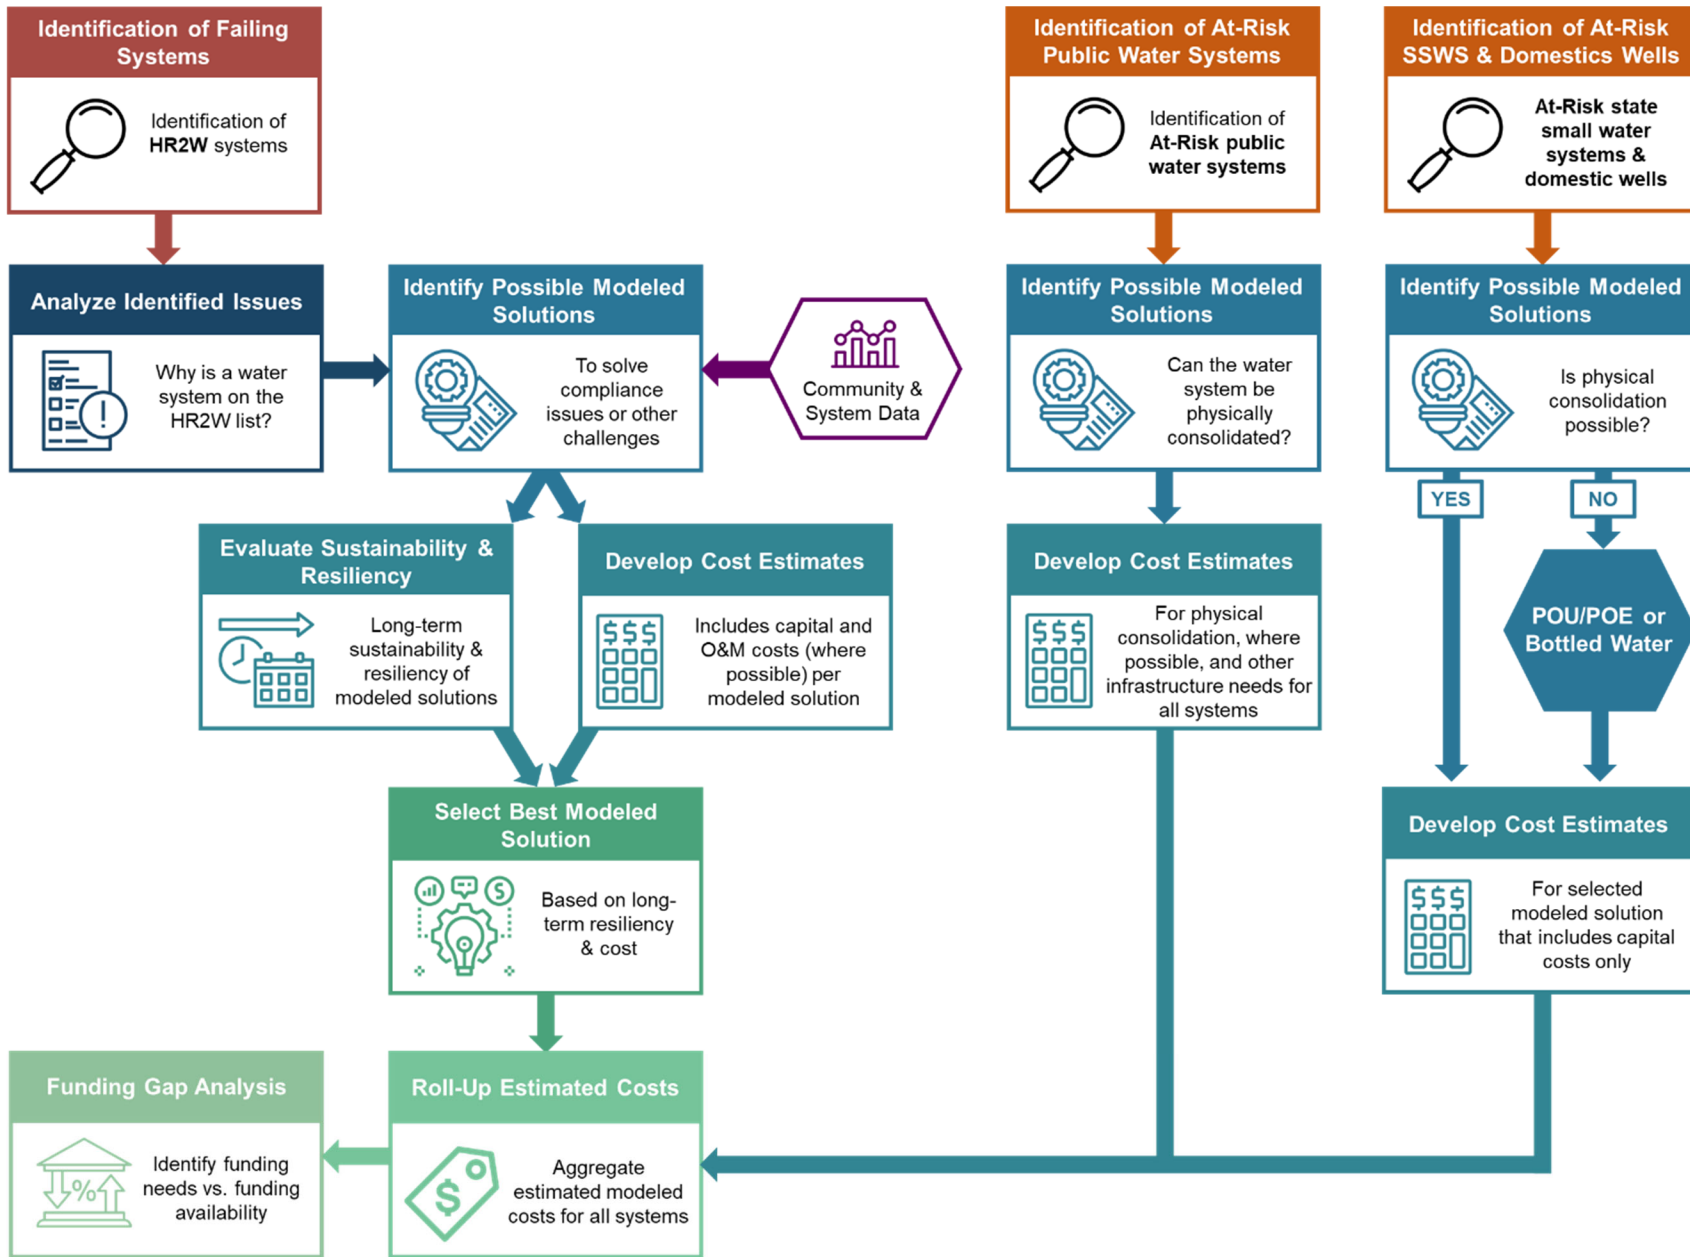 Identification of Failing
Systems
Identification of
HR2W systems
Identification of At-Risk
Public Water Systems
Identification of
At-Risk public
water systems
Identification of At-Risk
SSWS & Domestics Wells
At-Risk state
small water
systems &
domestic wells
Analyze Identified Issues
Why is a water
system on the
HR2W list?
Identify Possible Modeled
Solutions
To solve
compliance
issues or other
challenges
Community &
System Data
Identify Possible Modeled
Solutions
Can the water
system be
physically
consolidated?
Identify Possible Modeled
Solutions
Is physical
consolidation
possible?
YES
NO
Evaluate Sustainability &
Resiliency
Long-term
sustainability &
resiliency of
modeled solutions
Develop Cost Estimates
$$$
Includes capital and
O&M costs (where
possible) per
modeled solution
Develop Cost Estimates
$$$
For physical
consolidation, where
possible, and other
infrastructure needs for
all systems
POU/POE or
Bottled Water
Select Best Modeled
Solution
$
Based on long-
term resiliency
& cost
Develop Cost Estimates
$$$
For selected
modeled solution
that includes capital
costs only
Funding Gap Analysis
%
Identify funding
needs vs. funding
availability
Roll-Up Estimated Costs
$
Aggregate
estimated modeled
costs for all systems